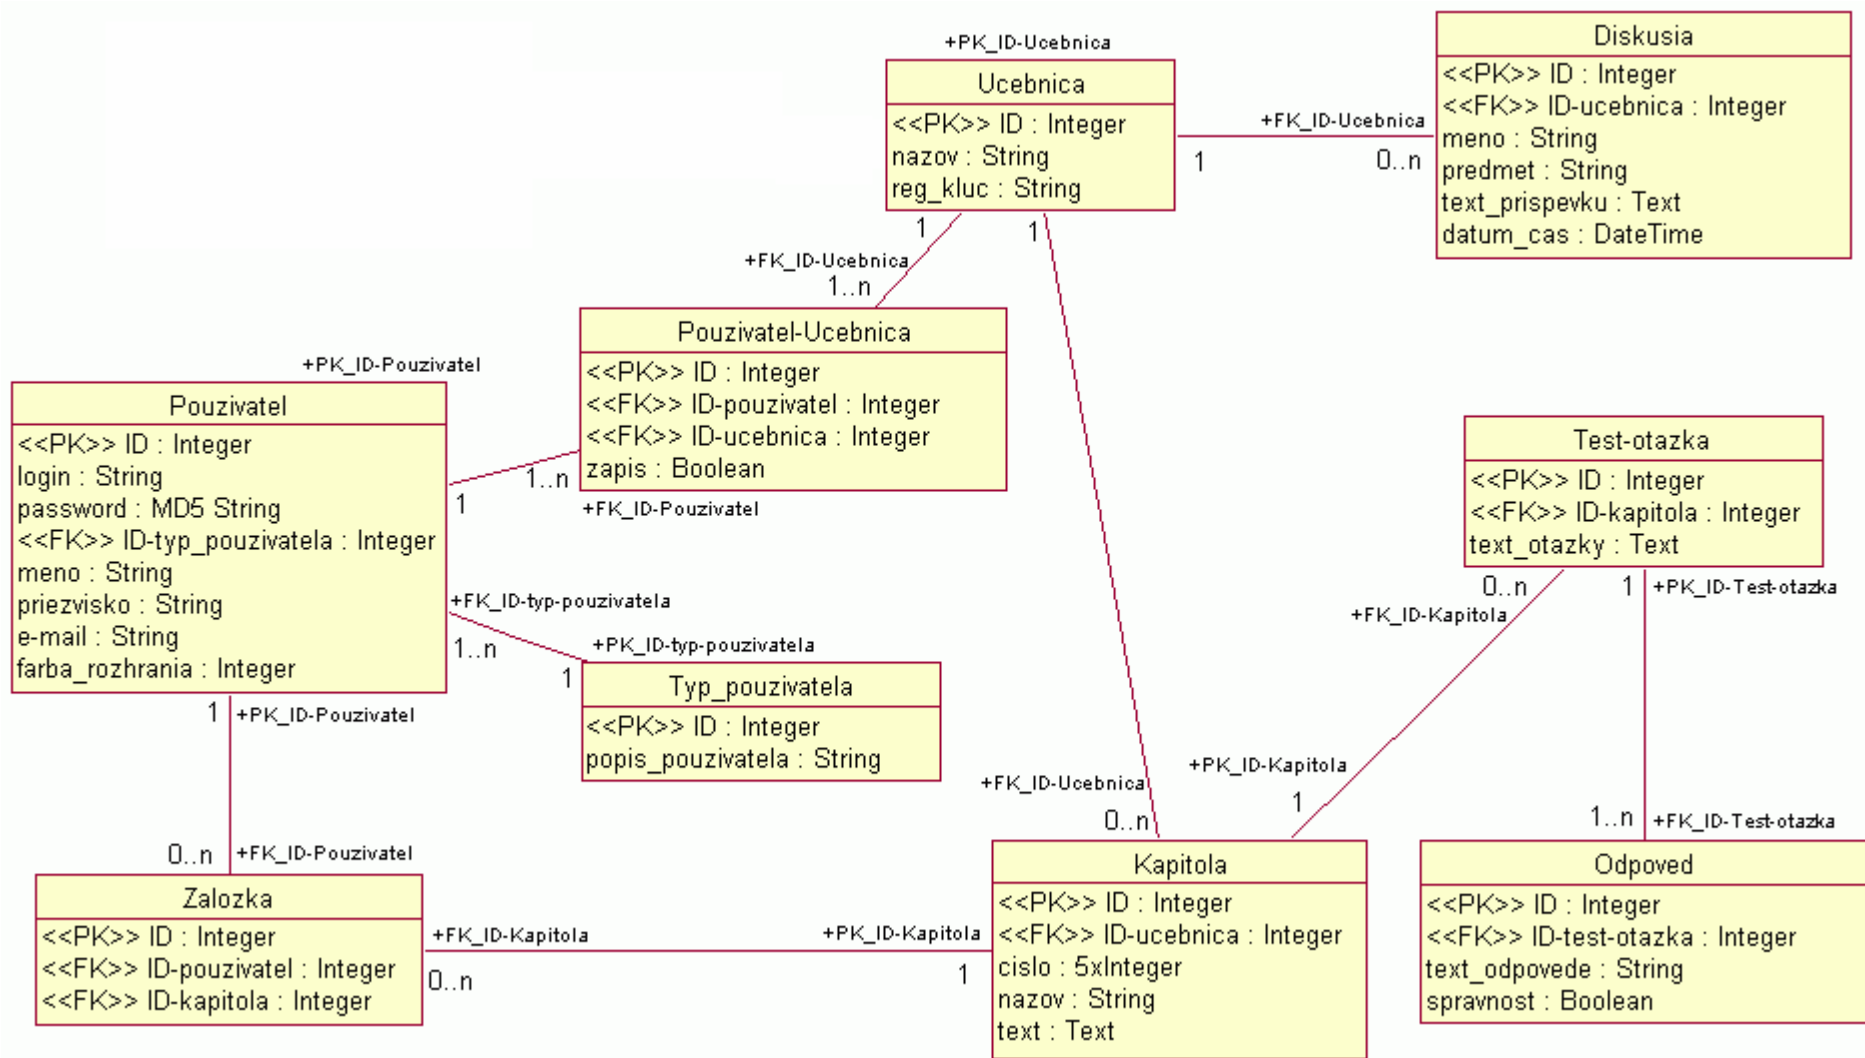 +PK_ID-Ucebnica
Ucebnica
<<PK>> ID : Integer
nazov : String
reg_kluc : String
Diskusia
<<PK>> ID : Integer
<<FK>> ID-ucebnica : Integer
meno : String
predmet : String
text_prispevku : Text
datum_cas : DateTime
+FK_ID-Ucebnica
1
0..n
1
1
+FK_ID-Ucebnica
1..n
Pouzivatel-Ucebnica
<<PK>> ID : Integer
<<FK>> ID-pouzivatel : Integer
<<FK>> ID-ucebnica : Integer
zapis : Boolean
+PK_ID-Pouzivatel
Pouzivatel
<<PK>> ID : Integer
login : String
password : MD5 String
<<FK>> ID-typ_pouzivatela : Integer
meno : String
priezvisko : String
e-mail : String
farba_rozhrania : Integer
1
1..n
+FK_ID-Pouzivatel
+FK_ID-typ-pouzivatela
1..n
+PK_ID-typ-pouzivatela
1
Typ_pouzivatela
<<PK>> ID : Integer
popis_pouzivatela : String
Test-otazka
<<PK>> ID : Integer
<<FK>> ID-kapitola : Integer
text_otazky : Text
0..n
1
+PK_ID-Test-otazka
+FK_ID-Kapitola
+PK_ID-Kapitola
1
+FK_ID-Ucebnica
0..n
1..n
+FK_ID-Test-otazka
1
+PK_ID-Pouzivatel
0..n
+FK_ID-Pouzivatel
Zalozka
<<PK>> ID : Integer
<<FK>> ID-pouzivatel : Integer
<<FK>> ID-kapitola : Integer
+FK_ID-Kapitola
0..n
+PK_ID-Kapitola
1
Kapitola
<<PK>> ID : Integer
<<FK>> ID-ucebnica : Integer
cislo : 5xInteger
nazov : String
text : Text
Odpoved
<<PK>> ID : Integer
<<FK>> ID-test-otazka : Integer
text_odpovede : String
spravnost : Boolean